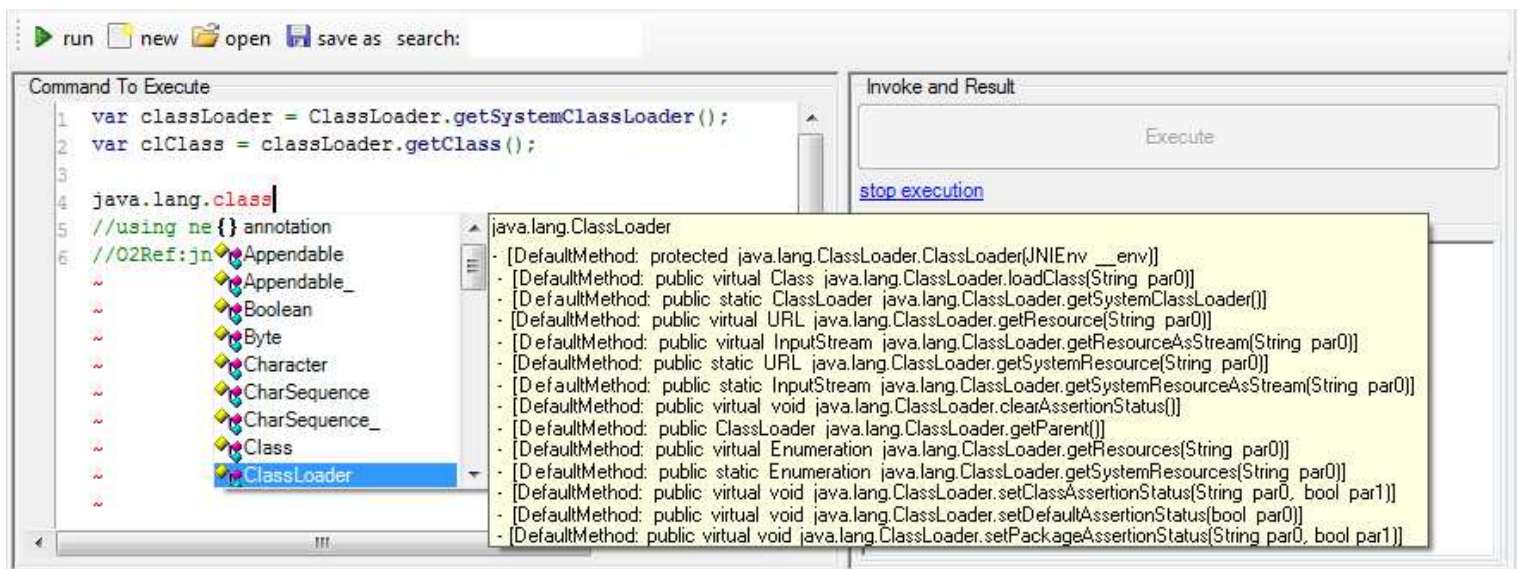 run new open save as search:
Command To Execute
1 var classLoader = ClassLoader.getSystemClassLoader();
2 var clClass = classLoader.getClass();
3
4 java.lang.class
5 //using ne
6 //O2Ref:jn
{} annotation
Appendable
Appendable_
Boolean
Byte
Character
CharSequence
CharSequence_
Class
ClassLoader
Invoke and Result
Execute
stop execution
java.lang.ClassLoader
- [DefaultMethod: protected java.lang.ClassLoader.ClassLoader(JNIEnv __env)]
- [DefaultMethod: public virtual Class java.lang.ClassLoader.loadClass(String par0)]
- [DefaultMethod: public static ClassLoader java.lang.ClassLoader.getSystemClassLoader()]
- [DefaultMethod: public virtual URL java.lang.ClassLoader.getResource(String par0)]
- [DefaultMethod: public virtual InputStream java.lang.ClassLoader.getResourceAsStream(String par0)]
- [DefaultMethod: public static URL java.lang.ClassLoader.getSystemResource(String par0)]
- [DefaultMethod: public static InputStream java.lang.ClassLoader.getSystemResourceAsStream(String par0)]
- [DefaultMethod: public virtual void java.lang.ClassLoader.clearAssertionStatus()]
- [DefaultMethod: public ClassLoader java.lang.ClassLoader.getParent()]
- [DefaultMethod: public virtual Enumeration java.lang.ClassLoader.getResources(String par0)]
- [DefaultMethod: public static Enumeration java.lang.ClassLoader.getSystemResources(String par0)]
- [DefaultMethod: public virtual void java.lang.ClassLoader.setClassAssertionStatus(String par0, bool par1)]
- [DefaultMethod: public virtual void java.lang.ClassLoader.setDefaultAssertionStatus(bool par0)]
- [DefaultMethod: public virtual void java.lang.ClassLoader.setPackageAssertionStatus(String par0, bool par1)]